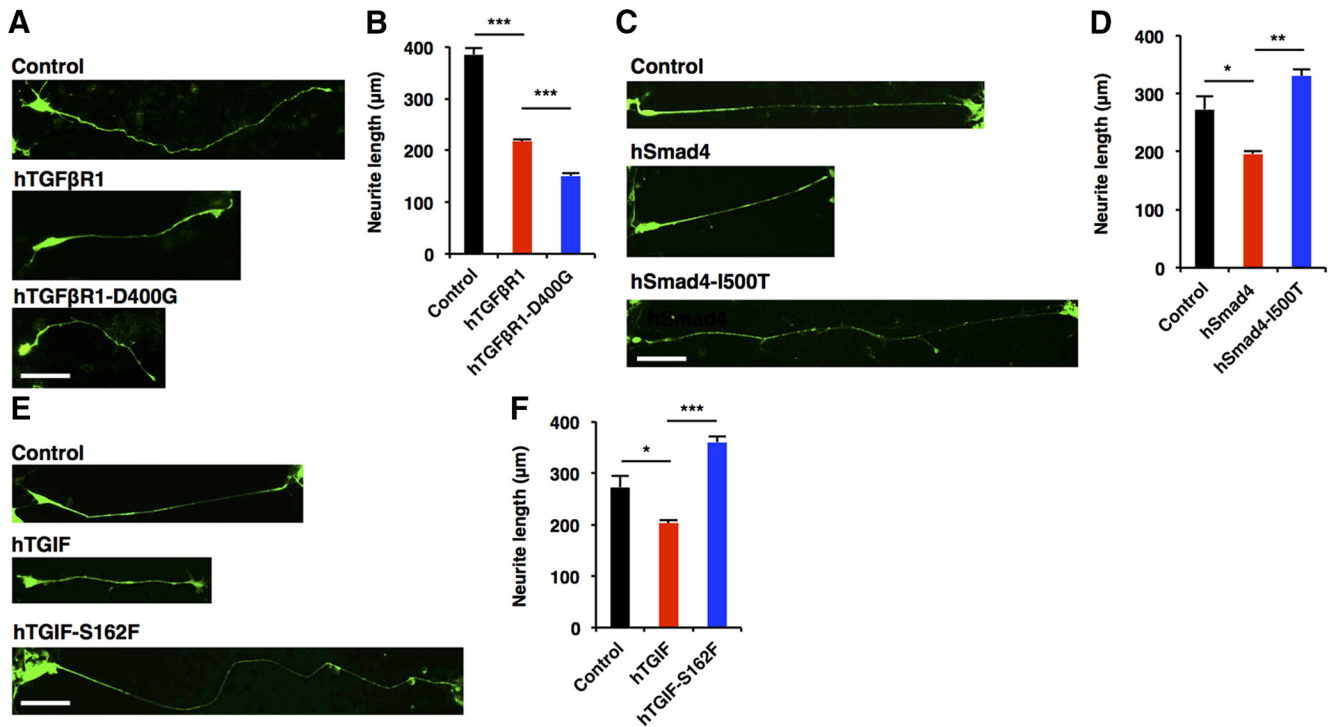 A
Control
hTGFβR1
hTGFβR1-D400G
B
***
***
Neurite length (μm)
400
300
200
100
0
Control
hTGFβR1
hTGFβR1-D400G
C
Control
hSmad4
hSmad4-I500T
hSmad4
D
*
**
Neurite length (μm)
400
300
200
100
0
Control
hSmad4
hSmad4-I500T
E
Control
hTGIF
hTGIF-S162F
F
*
***
Neurite length (μm)
400
300
200
100
0
Control
hTGIF
hTGIF-S162F